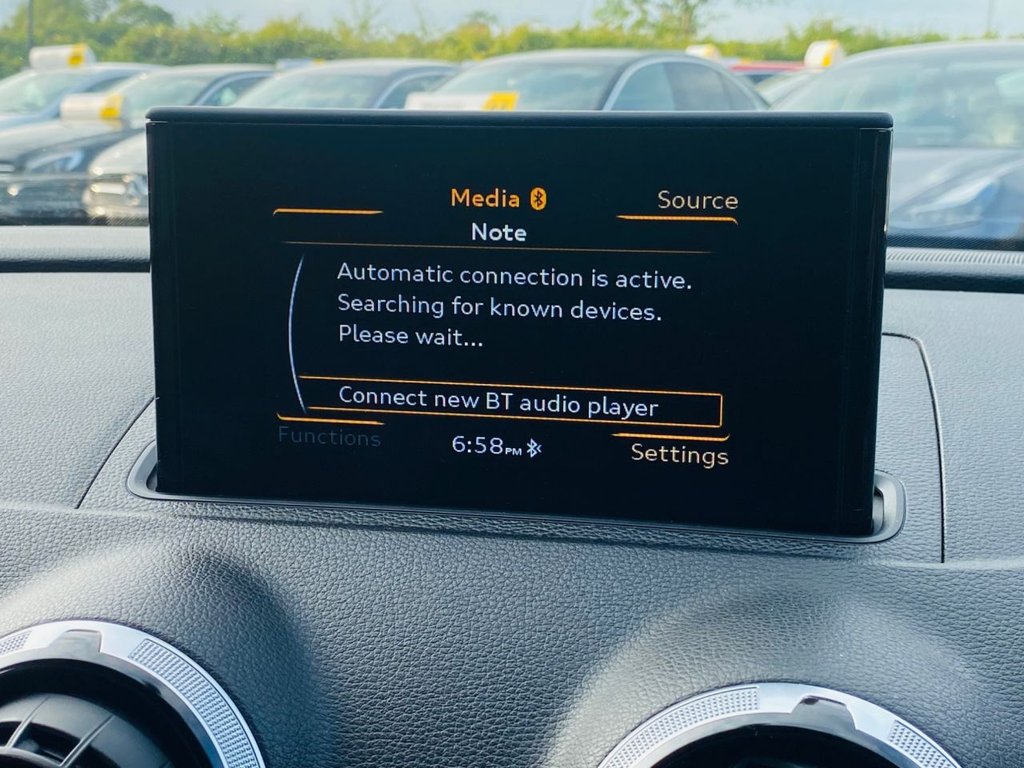 Media
Source
Note
Automatic connection is active.
Searching for known devices.
Please wait...
Connect new BT audio player
Functions
6:58PM
Settings